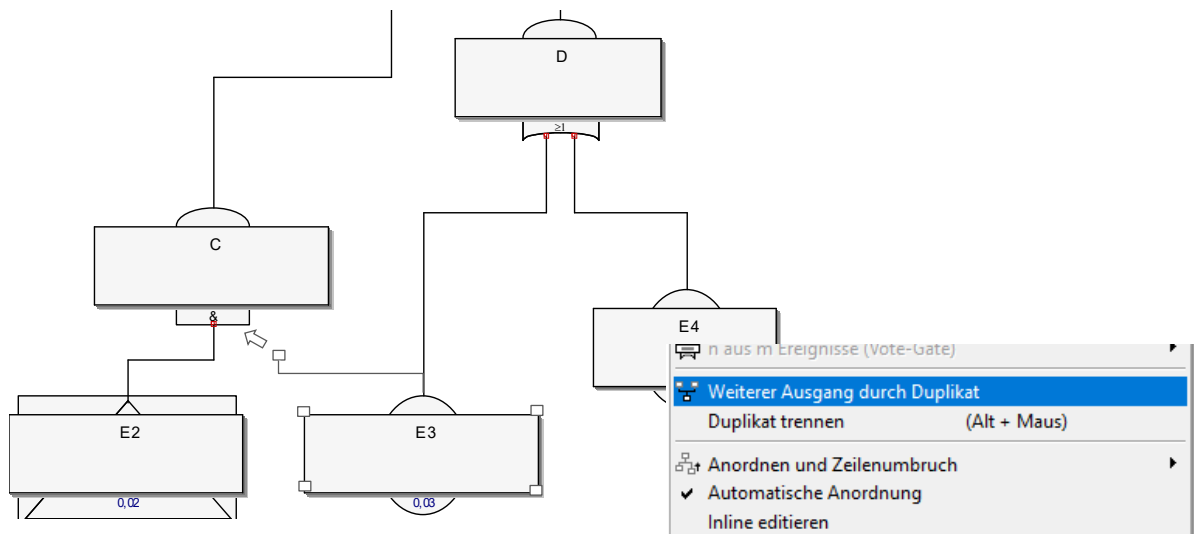 D
≥1
C
&
E4
n aus m Ereignisse (Vote-Gate)
Weiterer Ausgang durch Duplikat
Duplikat trennen (Alt + Maus)
E2
E3
Anordnen und Zeilenumbruch
Automatische Anordnung
0,02
0,03
Inline editieren